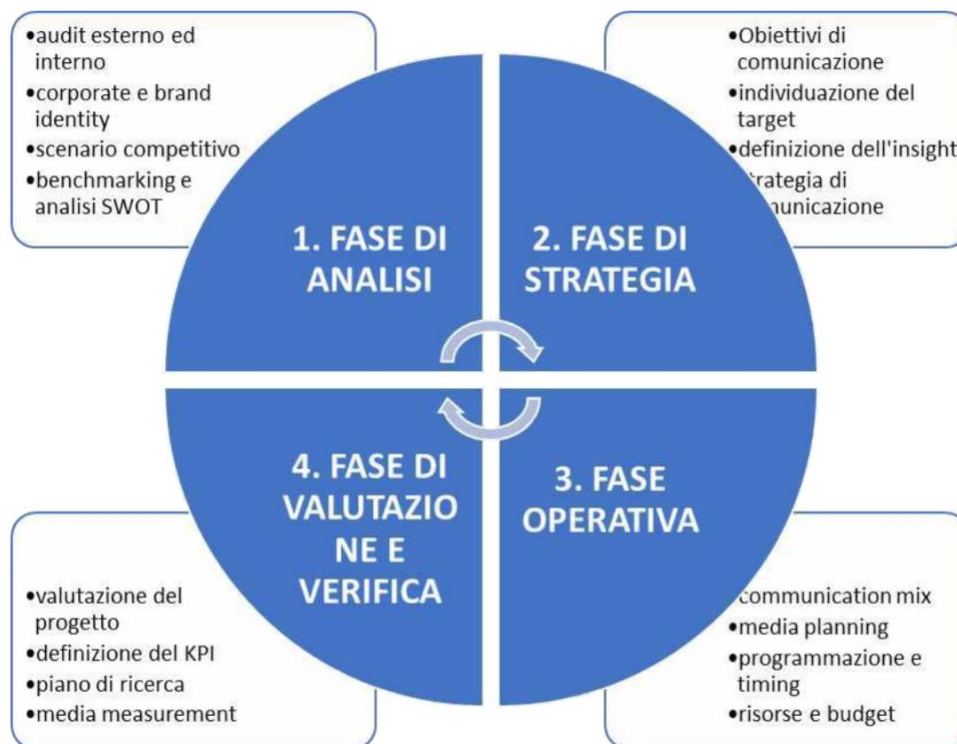 •audit esterno ed
interno
•corporate e brand
identity
•scenario competitivo
•benchmarking e
analisi SWOT
1. FASE DI
ANALISI
•Obiettivi di
comunicazione
•individuazione del
target
•definizione dell'insight
trategia di
municazione
2. FASE DI
STRATEGIA
3. FASE
OPERATIVA
communication mix
•media planning
•programmazione e
timing
•risorse e budget
4. FASE DI
VALUTAZIO
NE E
VERIFICA
•valutazione del
progetto
•definizione del KPI
•piano di ricerca
•media measurement